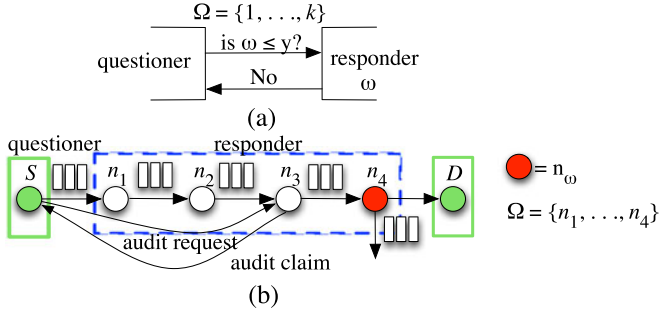 Ω = {1, . . ., k}
questioner
is ω ≤ y?
responder
ω
No
(a)
questioner
responder
S
n1
n2
n3
n4
D
= nω
Ω = {n1, . . ., n4}
audit request
audit claim
(b)